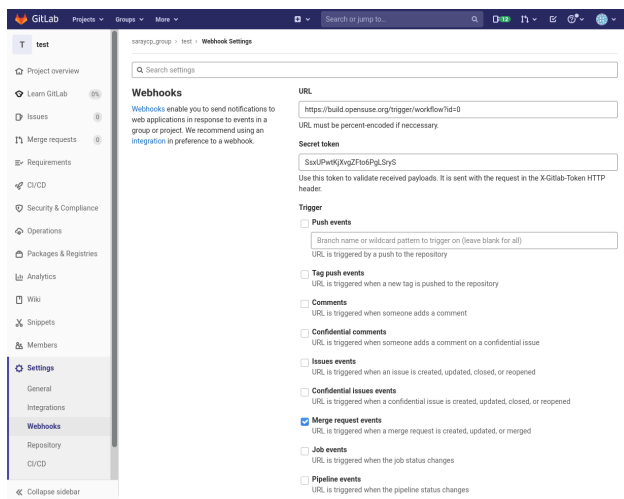 GitLab Projects Groups More Search or jump to... 12
T test
saraycp_group > test > Webhook Settings
Project overview
Learn GitLab 0%
Issues 0
Merge requests 0
Requirements
CI/CD
Security & Compliance
Operations
Packages & Registries
Analytics
Wiki
Snippets
Members
Settings
General
Integrations
Webhooks
Repository
CI/CD
Collapse sidebar
Search settings
Webhooks
Webhooks enable you to send notifications to
web applications in response to events in a
group or project. We recommend using an
integration in preference to a webhook.
URL
https://build.opensuse.org/trigger/workflow?id=0
URL must be percent-encoded if neccessary.
Secret token
SsxUPwtKjXvgZFto6PgLSryS
Use this token to validate received payloads. It is sent with the request in the X-Gitlab-Token HTTP
header.
Trigger
Push events
Branch name or wildcard pattern to trigger on (leave blank for all)
URL is triggered by a push to the repository
Tag push events
URL is triggered when a new tag is pushed to the repository
Comments
URL is triggered when someone adds a comment
Confidential comments
URL is triggered when someone adds a comment on a confidential issue
Issues events
URL is triggered when an issue is created, updated, closed, or reopened
Confidential issues events
URL is triggered when a confidential issue is created, updated, closed, or reopened
Merge request events
URL is triggered when a merge request is created, updated, or merged
Job events
URL is triggered when the job status changes
Pipeline events
URL is triggered when the pipeline status changes